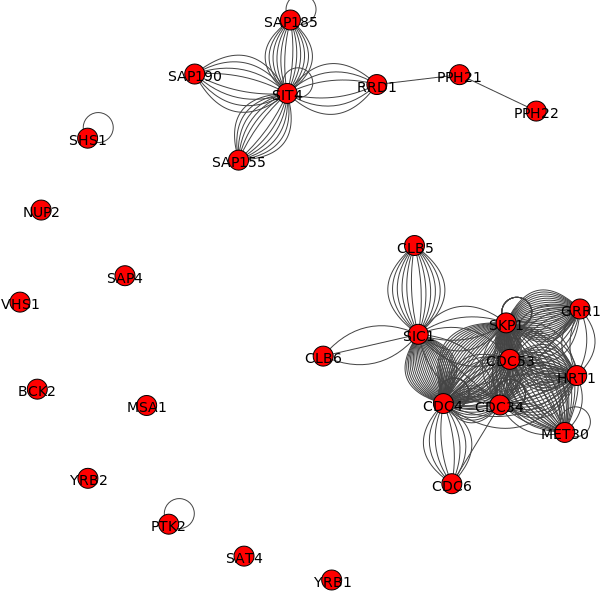 SAP185
SAP190
PPH21
RRD1
SIT4
PPH22
SHS1
SAP155
NUP2
CLB5
SAP4
VHS1
GRR1
SKP1
SIC1
CLB6
CDC53
HRT1
BCK2
MSA1
CDC4
CDC34
MET30
YRB2
CDC6
PTK2
SAT4
YRB1